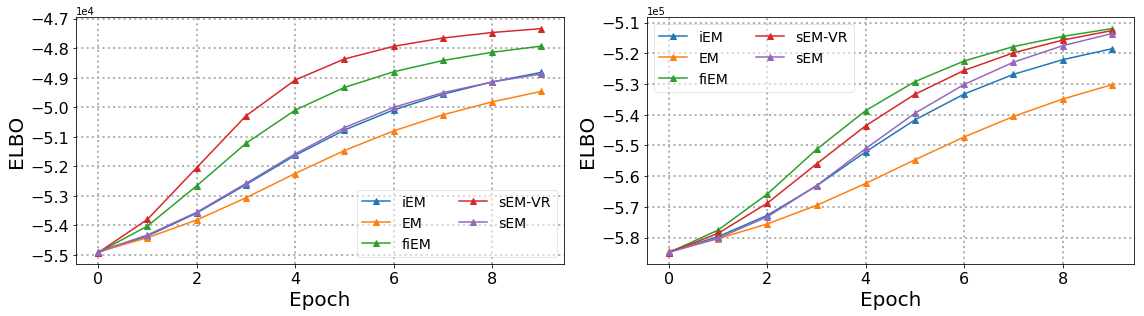 1e4
−4.7
−4.8
−4.9
−5.0
−5.1
−5.2
−5.3
−5.4
−5.5
ELBO
iEM
EM
fiEM
sEM-VR
sEM
0 2 4 6 8
Epoch
1e5
−5.1
−5.2
−5.3
−5.4
−5.5
−5.6
−5.7
−5.8
ELBO
iEM
EM
fiEM
sEM-VR
sEM
0 2 4 6 8
Epoch